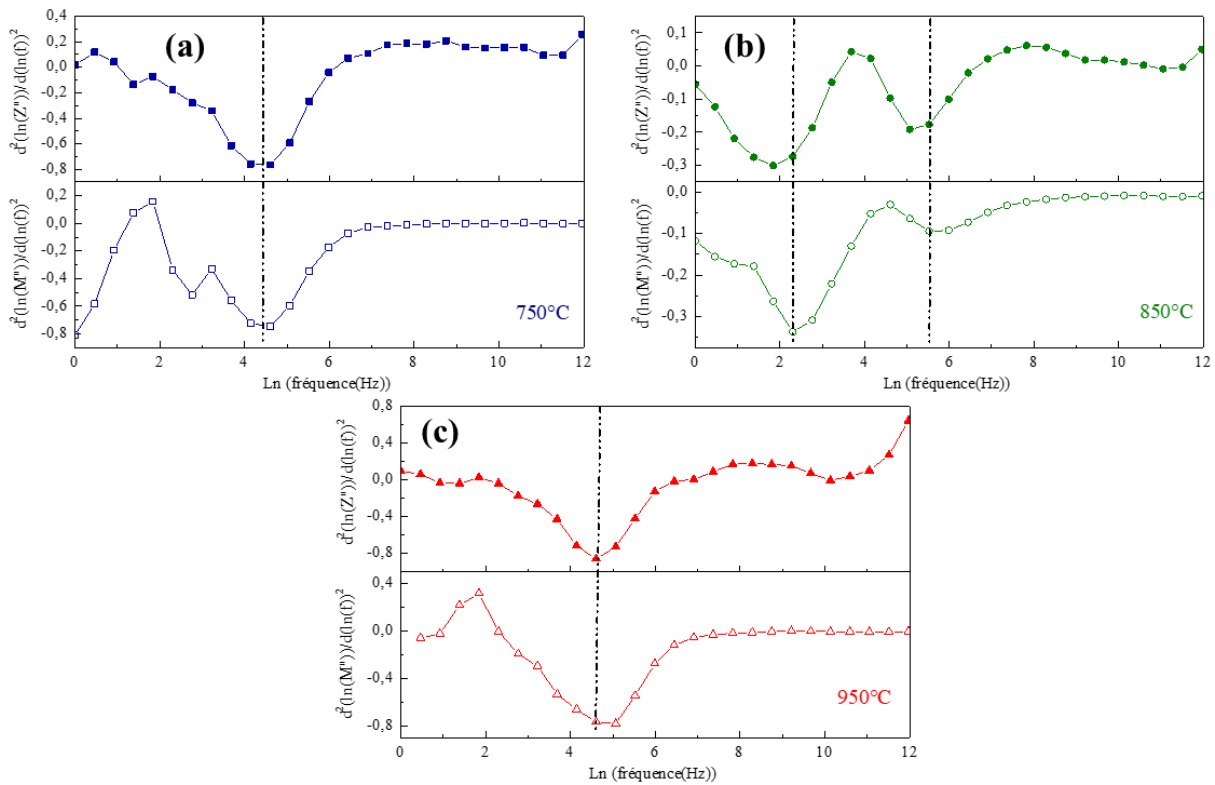 (a)
d²(ln(Z''))/d(ln(f))²
0,4
0,2
0,0
-0,2
-0,4
-0,6
-0,8
d²(ln(M''))/d(ln(f))²
0,2
0,0
-0,2
-0,4
-0,6
-0,8
750°C
0 2 4 6 8 10 12
Ln (fréquence(Hz))
(b)
d²(ln(Z''))/d(ln(f))²
0,1
0,0
-0,1
-0,2
-0,3
d²(ln(M''))/d(ln(f))²
0,0
-0,1
-0,2
-0,3
850°C
0 2 4 6 8 10 12
Ln (fréquence(Hz))
(c)
d²(ln(Z''))/d(ln(f))²
0,8
0,4
0,0
-0,4
-0,8
d²(ln(M''))/d(ln(f))²
0,4
0,0
-0,4
-0,8
950°C
0 2 4 6 8 10 12
Ln (fréquence(Hz))